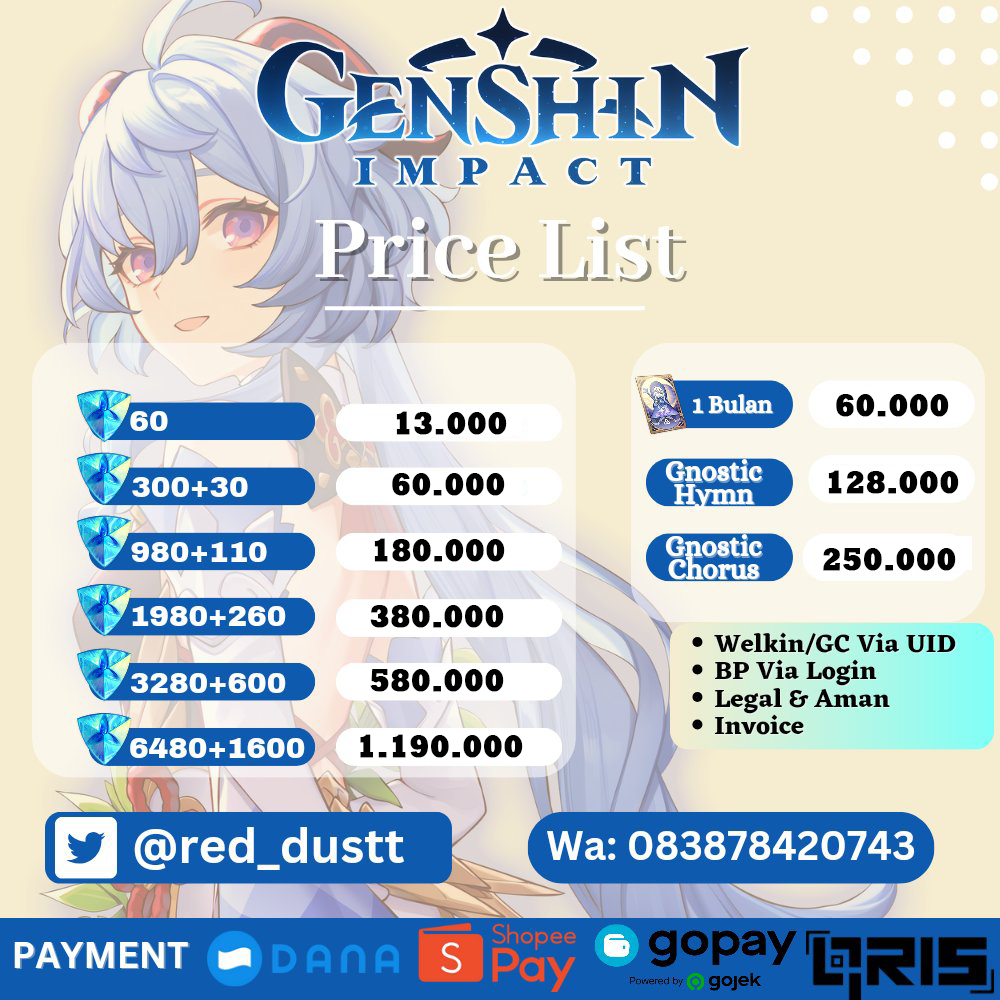 GENSHIN
IMPACT
Price List
60
13.000
300+30
60.000
980+110
180.000
1980+260
380.000
3280+600
580.000
6480+1600
1.190.000
1 Bulan
60.000
Gnostic
Hymn
128.000
Gnostic
Chorus
250.000
• Welkin/GC Via UID
• BP Via Login
• Legal & Aman
• Invoice
@red_dustt
Wa: 083878420743
PAYMENT
DANA
S
Shopee
Pay
gopay
Powered by gojek
QRIS